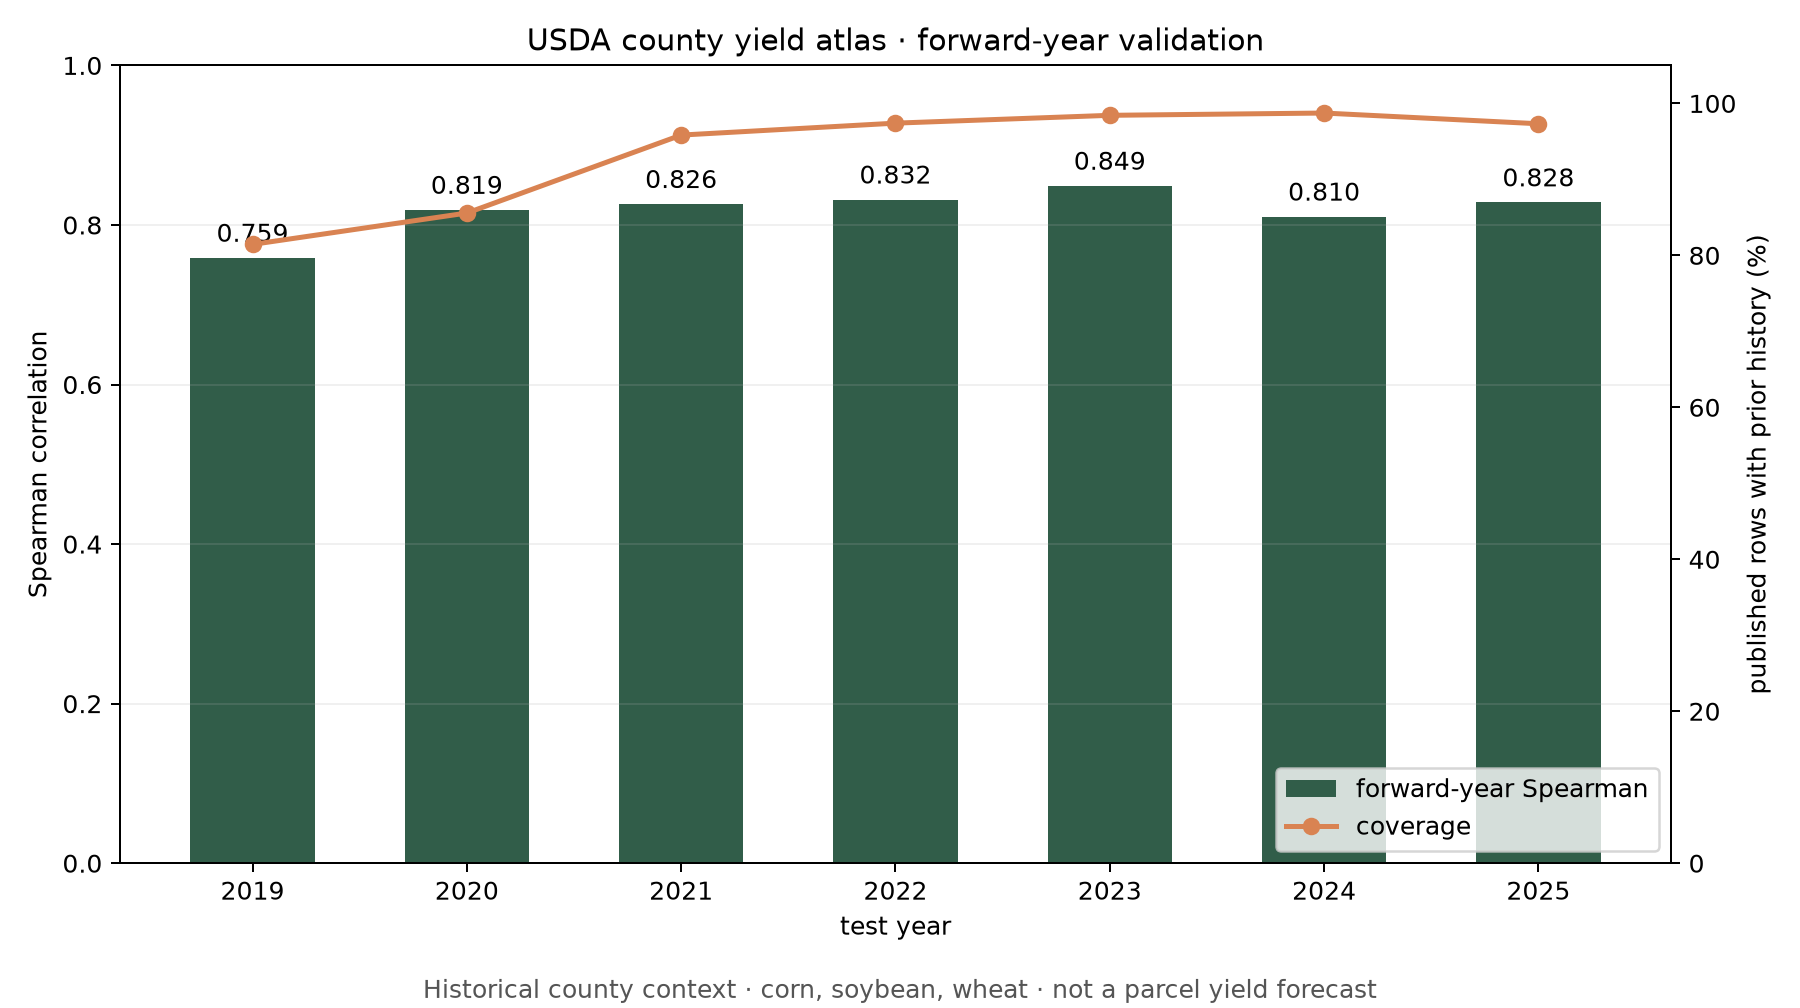 USDA county yield atlas · forward-year validation
1.0
0.8
0.6
0.4
0.2
0.0
Spearman correlation
0.759
0.819
0.826
0.832
0.849
0.810
0.828
100
80
60
40
20
0
published rows with prior history (%)
forward-year Spearman
coverage
2019 2020 2021 2022 2023 2024 2025
test year
Historical county context · corn, soybean, wheat · not a parcel yield forecast